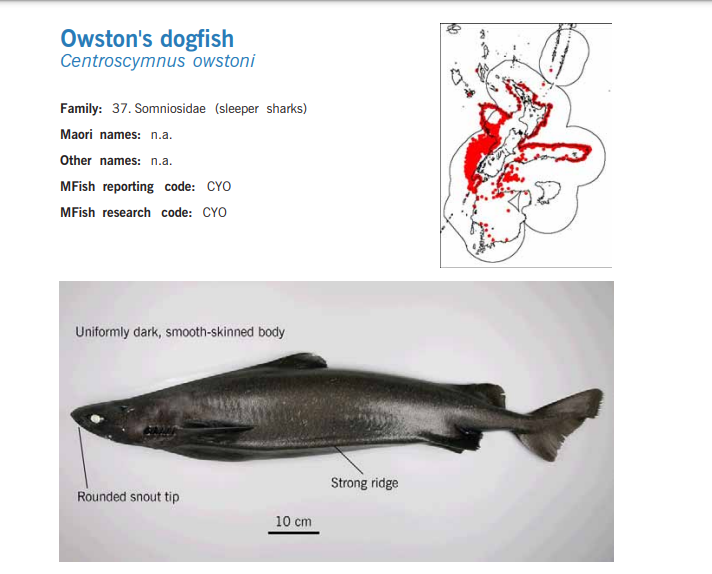 Owston's dogfish
Centroscymnus owstoni
Family: 37. Somniosidae (sleeper sharks)
Maori names: n.a.
Other names: n.a.
MFish reporting code: CYO
MFish research code: CYO
Uniformly dark, smooth-skinned body
Rounded snout tip
Strong ridge
10 cm